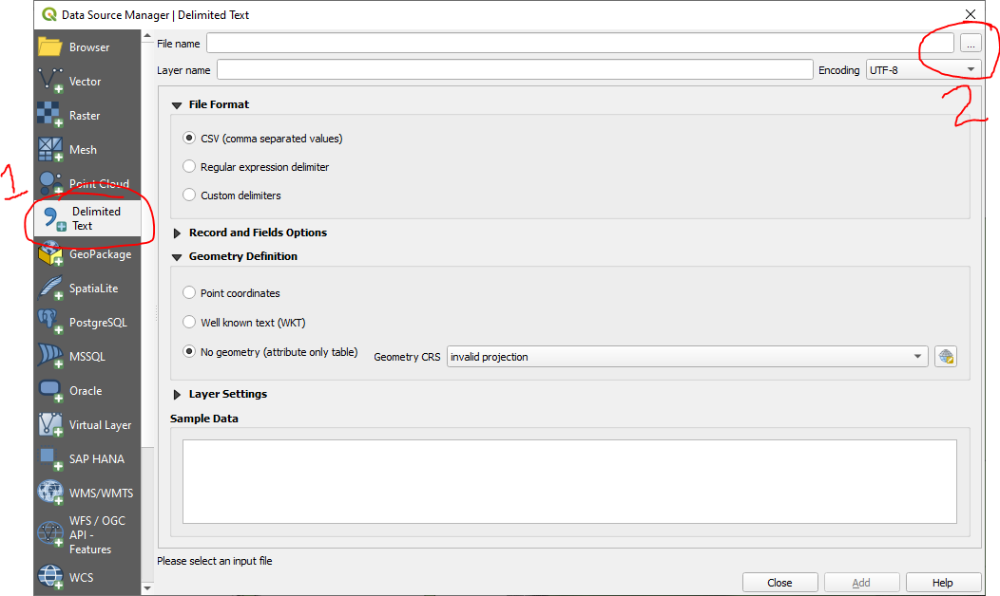 Data Source Manager | Delimited Text
Browser
Vector
Raster
Mesh
Point Cloud
1
Delimited
Text
GeoPackage
SpatiaLite
PostgreSQL
MSSQL
Oracle
Virtual Layer
SAP HANA
WMS/WMTS
WFS / OGC
API -
Features
WCS
File name
...
Layer name
Encoding UTF-8
2
File Format
CSV (comma separated values)
Regular expression delimiter
Custom delimiters
Record and Fields Options
Geometry Definition
Point coordinates
Well known text (WKT)
No geometry (attribute only table) Geometry CRS invalid projection
Layer Settings
Sample Data
Please select an input file
Close Add Help